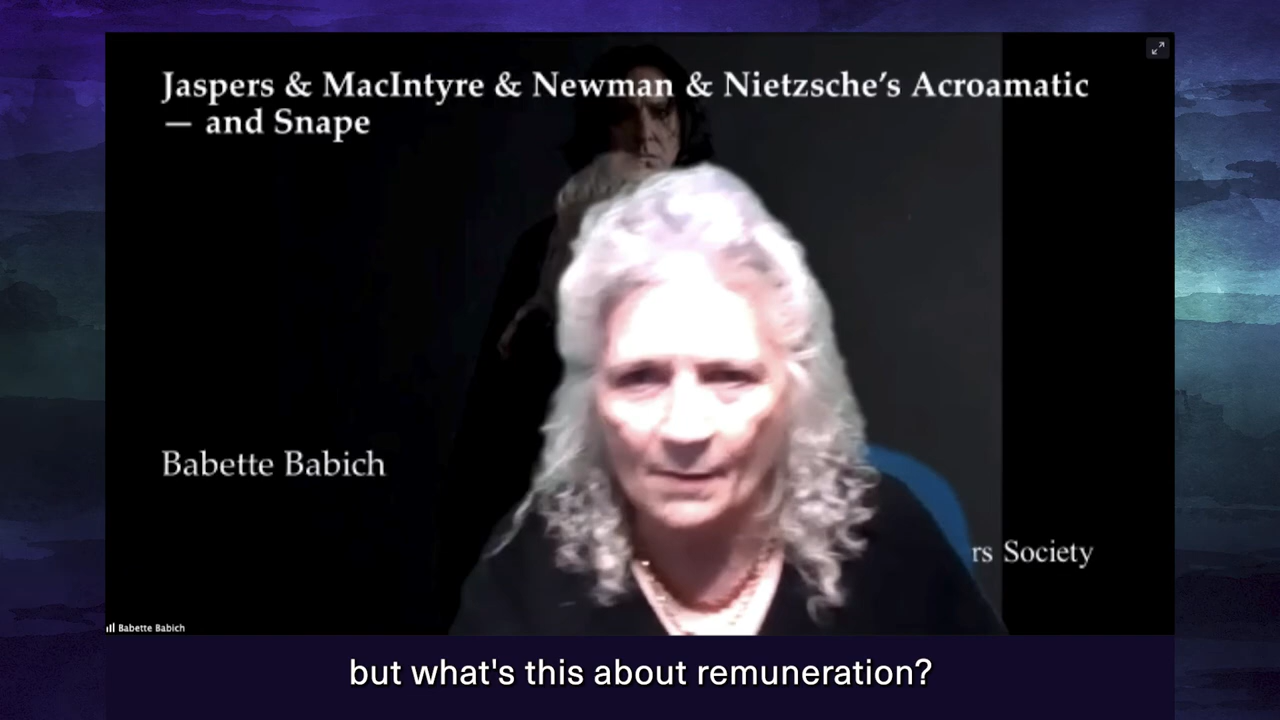 Jaspers & MacIntyre & Newman & Nietzsche's Acroamatic
— and Snape
Babette Babich
rs Society
Babette Babich
but what's this about remuneration?